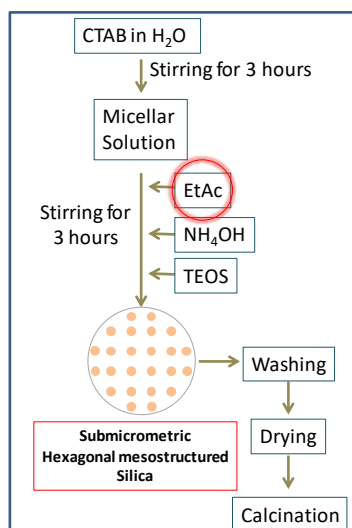 CTAB in H₂O
Stirring for 3 hours
Micellar
Solution
EtAc
Stirring for
3 hours
NH₄OH
TEOS
Washing
Submicrometric
Hexagonal mesostructured
Silica
Drying
Calcination